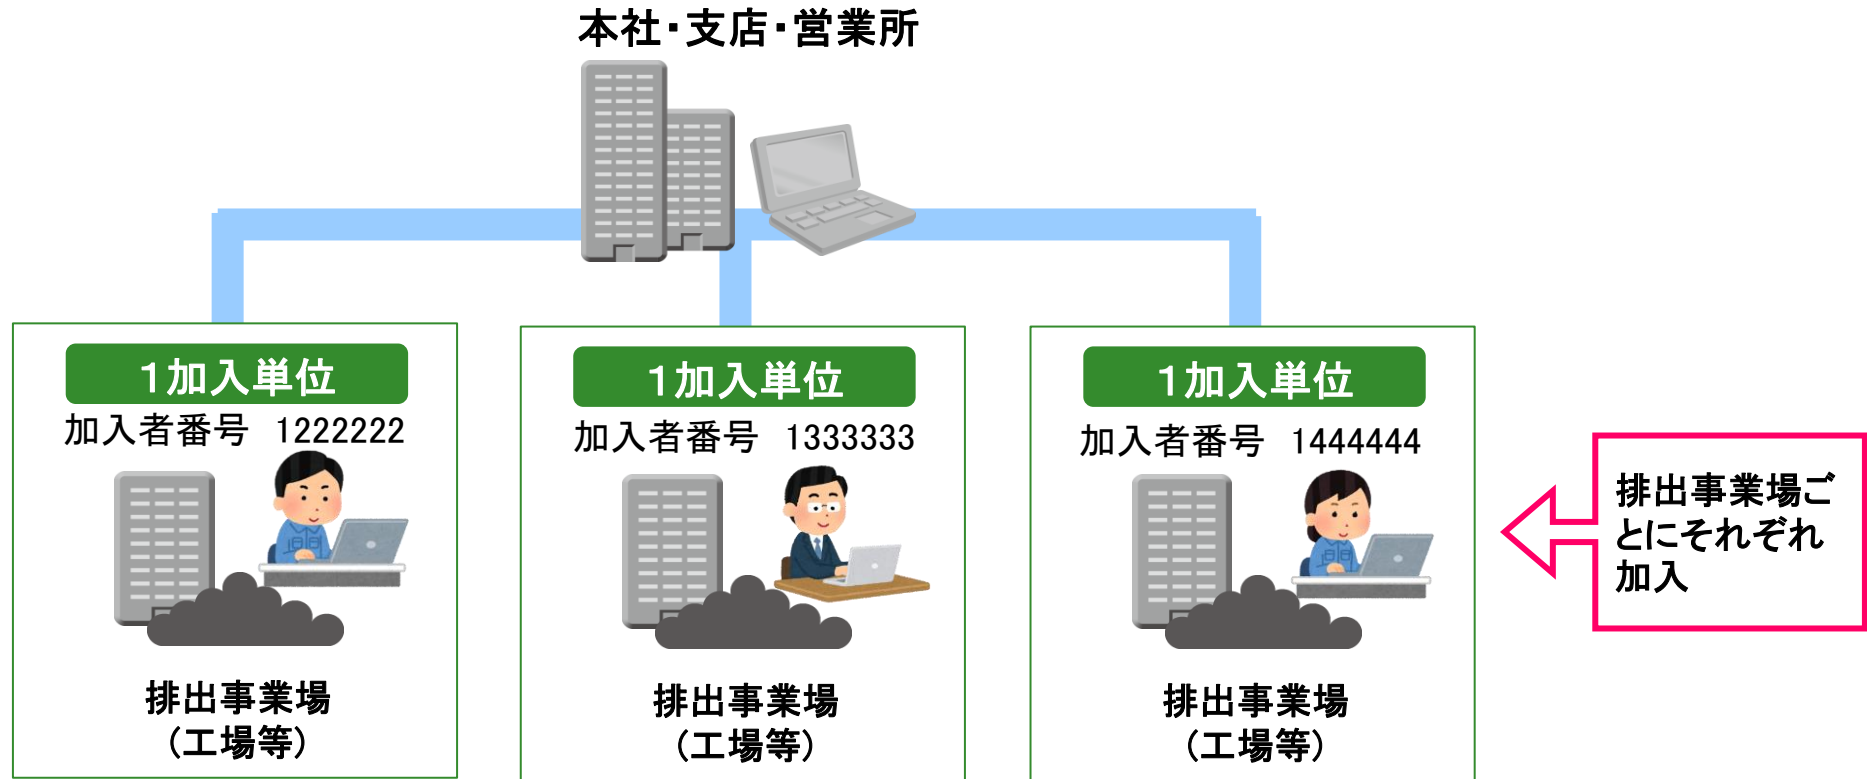 本社・支店・営業所
１加入単位
加入者番号 1222222
排出事業場
（工場等）
１加入単位
加入者番号 1333333
排出事業場
（工場等）
１加入単位
加入者番号 1444444
排出事業場
（工場等）
排出事業場ご
とにそれぞれ
加入